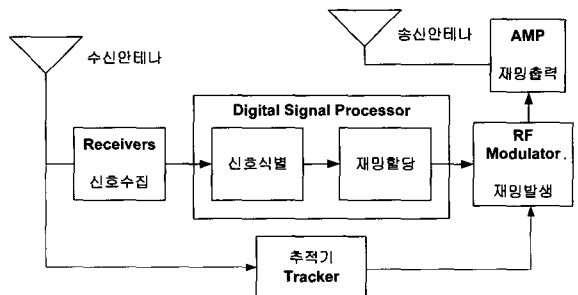 수신안테나
송신안테나
AMP
재밍출력
Digital Signal Processor
Receivers
신호수집
신호식별
재밍할당
RF
Modulator
재밍발생
추적기
Tracker